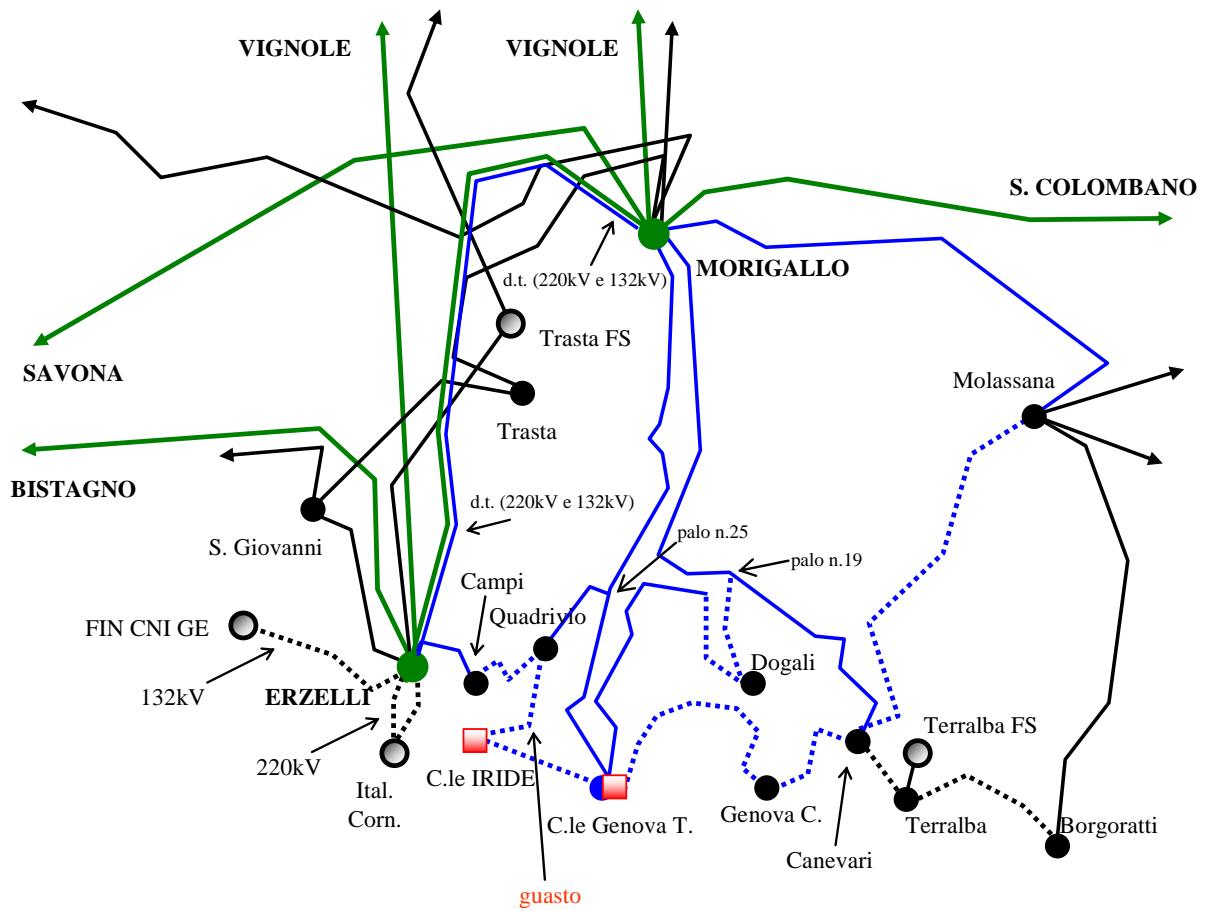 VIGNOLE
VIGNOLE
S. COLOMBANO
MORIGALLO
d.t. (220kV e 132kV)
Trasta FS
SAVONA
Molassana
Trasta
BISTAGNO
d.t. (220kV e 132kV)
palo n.25
S. Giovanni
palo n.19
Campi
Quadrivio
FIN CNI GE
Dogali
132kV
ERZELLI
Terralba FS
220kV
C.le IRIDE
Ital.
Corn.
C.le Genova T.
Genova C.
Terralba
Borgoratti
Canevari
guasto